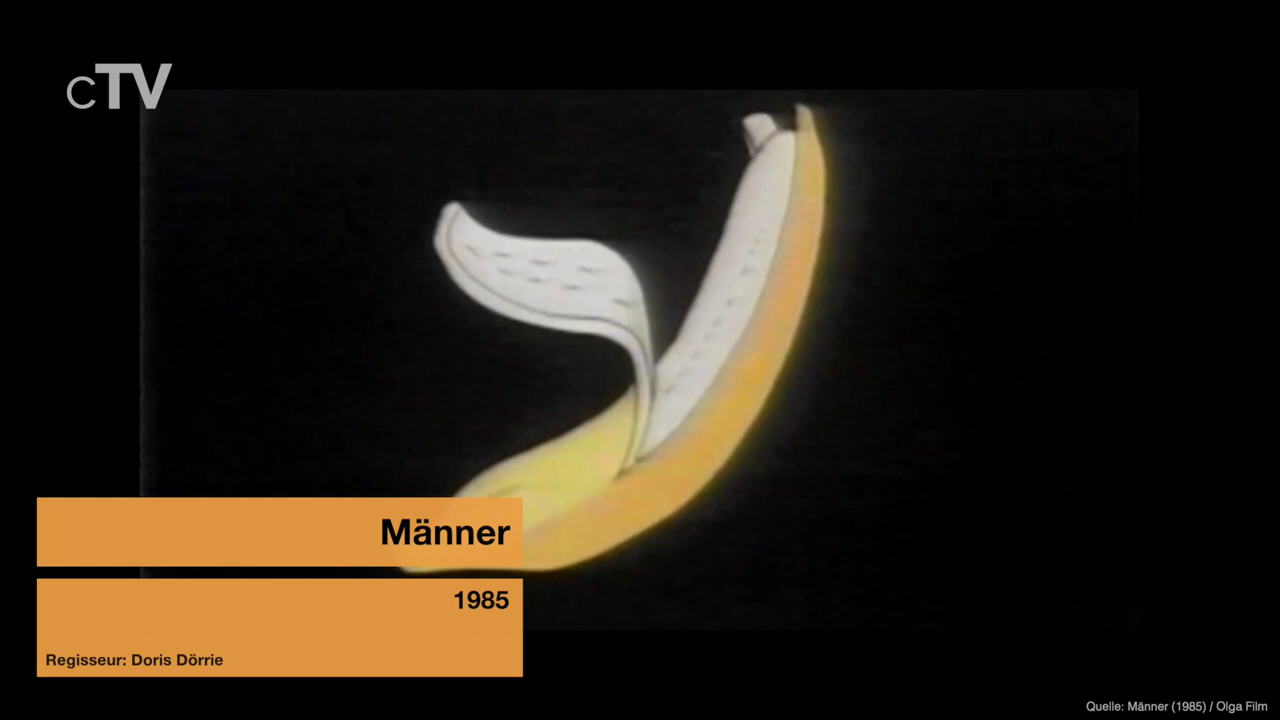 cTV
Männer
1985
Regisseur: Doris Dörrie
Quelle: Männer (1985) / Olga Film